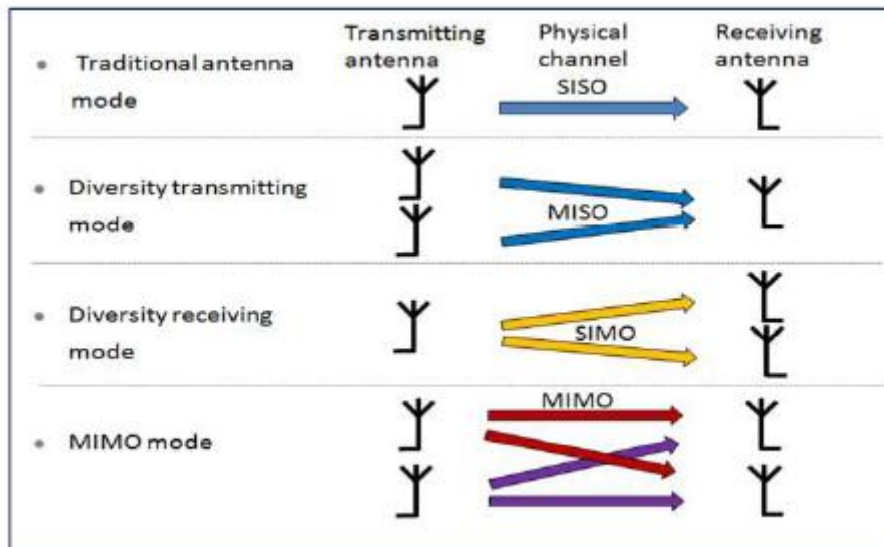 Transmitting antenna
Physical channel
Receiving antenna
• Traditional antenna mode
SISO
• Diversity transmitting mode
MISO
• Diversity receiving mode
SIMO
• MIMO mode
MIMO